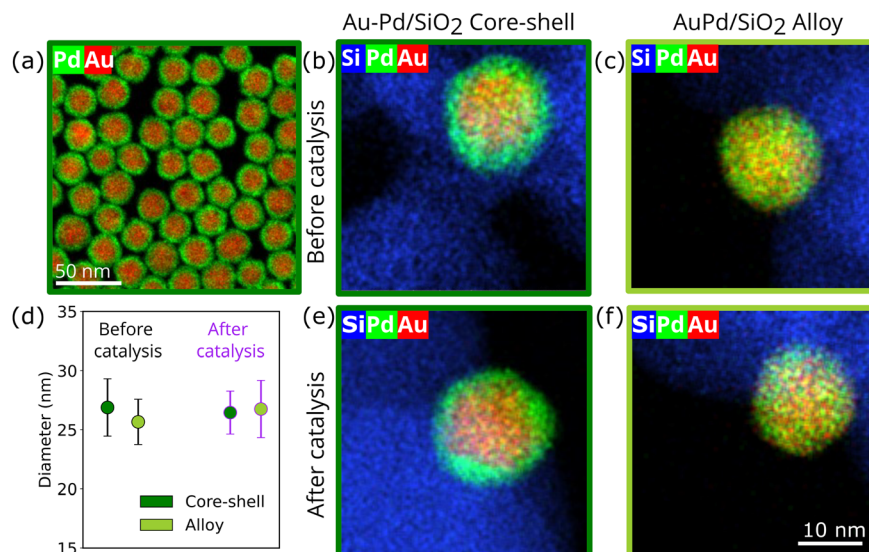 Au-Pd/SiO2 Core-shell
AuPd/SiO2 Alloy
(a)
Pd Au
50 nm
Before catalysis
(b)
Si Pd Au
(c)
Si Pd Au
(d)
35
30
25
20
15
Diameter (nm)
Before
catalysis
After
catalysis
Core-shell
Alloy
After catalysis
(e)
Si Pd Au
(f)
Si Pd Au
10 nm